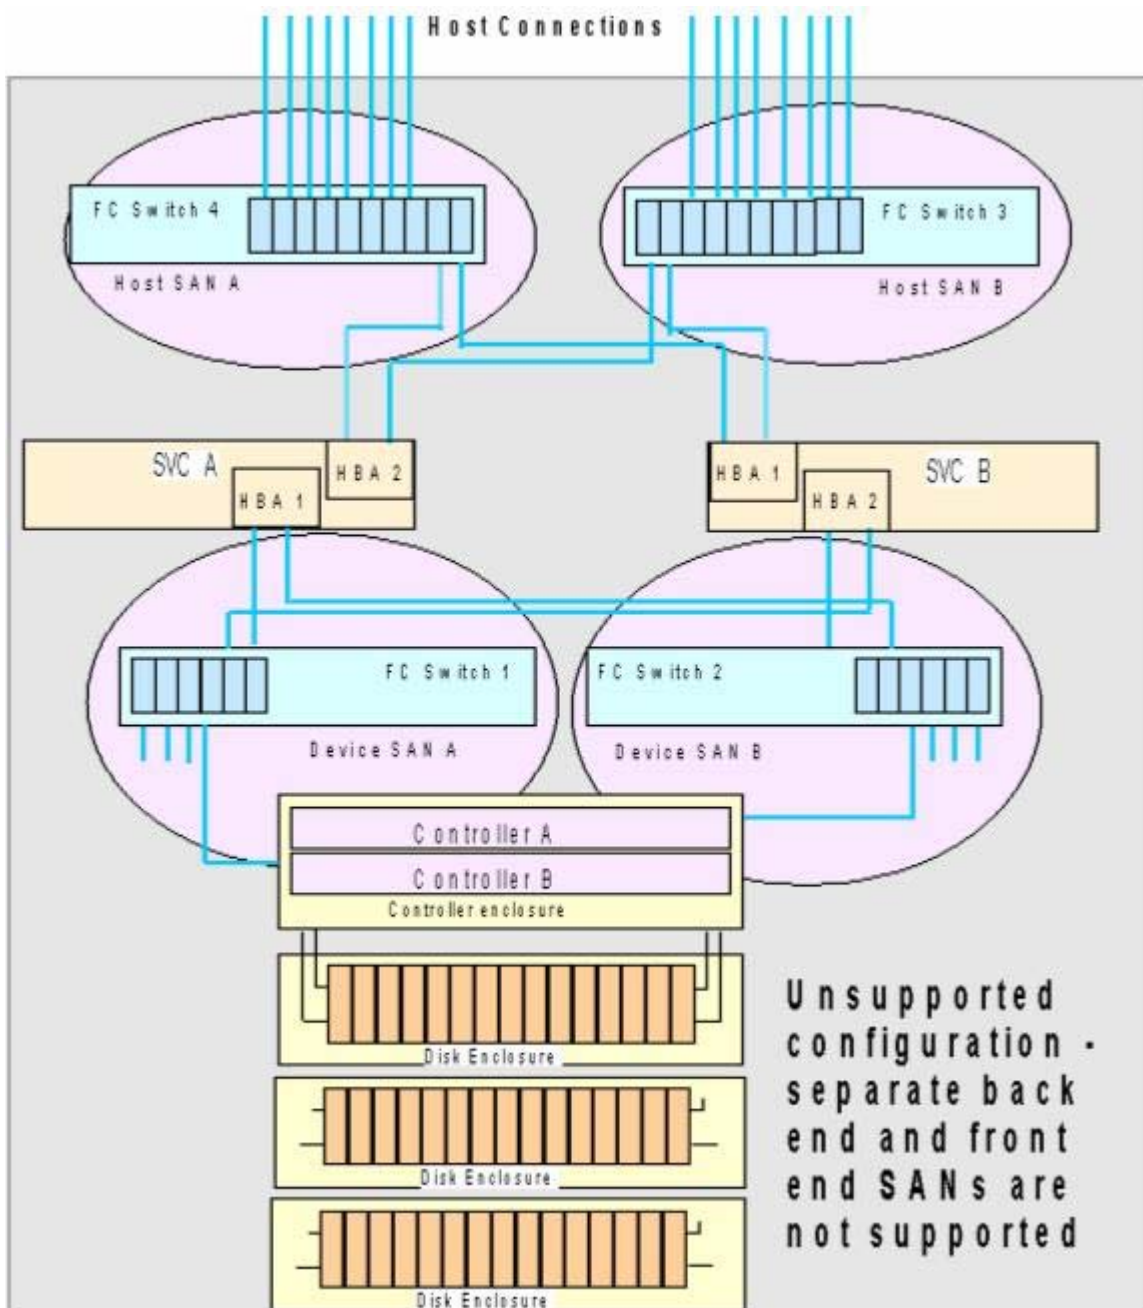 Host Connections
FC Switch 4
FC Switch 3
Host SAN A
Host SAN B
SVC A
HBA 2
HBA 1
HBA 1
SVC B
HBA 2
FC Switch 1
FC Switch 2
Device SAN A
Device SAN B
Controller A
Controller B
Controller enclosure
Disk Enclosure
Disk Enclosure
Disk Enclosure
Unsupported
configuration -
separate back
end and front
end SANs are
not supported